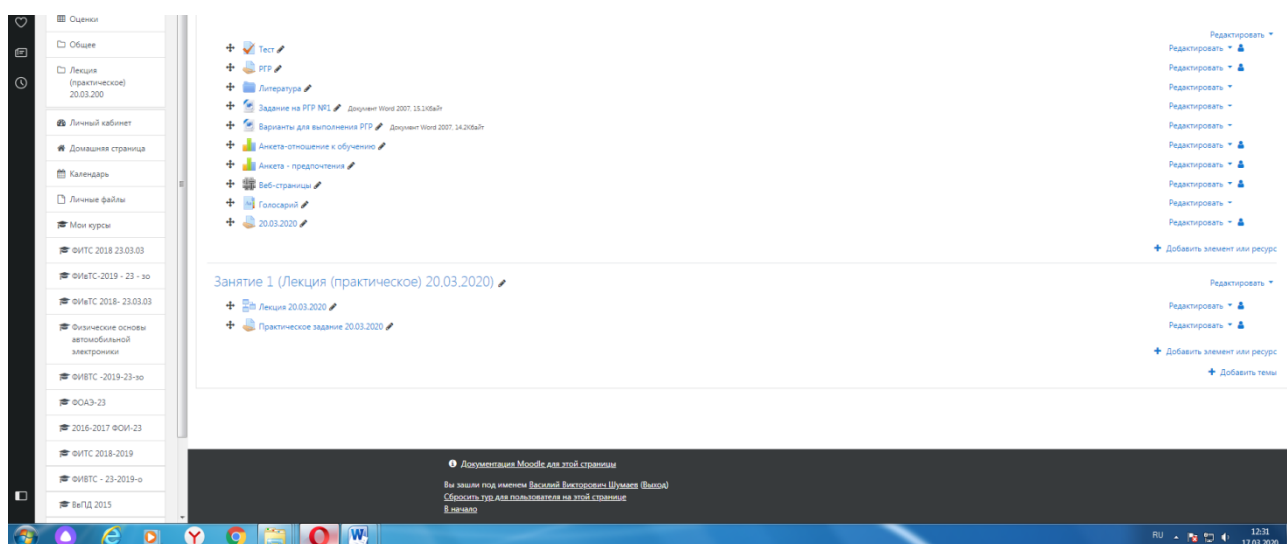 Оценки
Общее
Лекция
(практическое)
20.03.200
Личный кабинет
Домашняя страница
Календарь
Личные файлы
Мои курсы
ФИТС 2018 23.03.03
ФИвТС-2019 - 23 - зо
ФИвТС 2018- 23.03.03
Физические основы
автомобильной
электроники
ФИВТС -2019-23-зо
ФОАЭ-23
2016-2017 ФОИ-23
ФИТС 2018-2019
ФИВТС - 23-2019-о
ВвПД 2015
Редактировать
Тест Редактировать
РГР Редактировать
Литература Редактировать
Задание на РГР №1 Документ Word 2007, 15.1Кбайт Редактировать
Варианты для выполнения РГР Документ Word 2007, 14.2Кбайт Редактировать
Анкета-отношение к обучению Редактировать
Анкета - предпочтения Редактировать
Веб-страницы Редактировать
Голосарий Редактировать
20.03.2020 Редактировать
Добавить элемент или ресурс
Занятие 1 (Лекция (практическое) 20.03.2020) Редактировать
Лекция 20.03.2020 Редактировать
Практическое задание 20.03.2020 Редактировать
Добавить элемент или ресурс
Добавить темы
Документация Moodle для этой страницы
Вы зашли под именем Василий Викторович Шумаев (Выход)
Сбросить тур для пользователя на этой странице
В начало
RU 12:31
17.03.2020